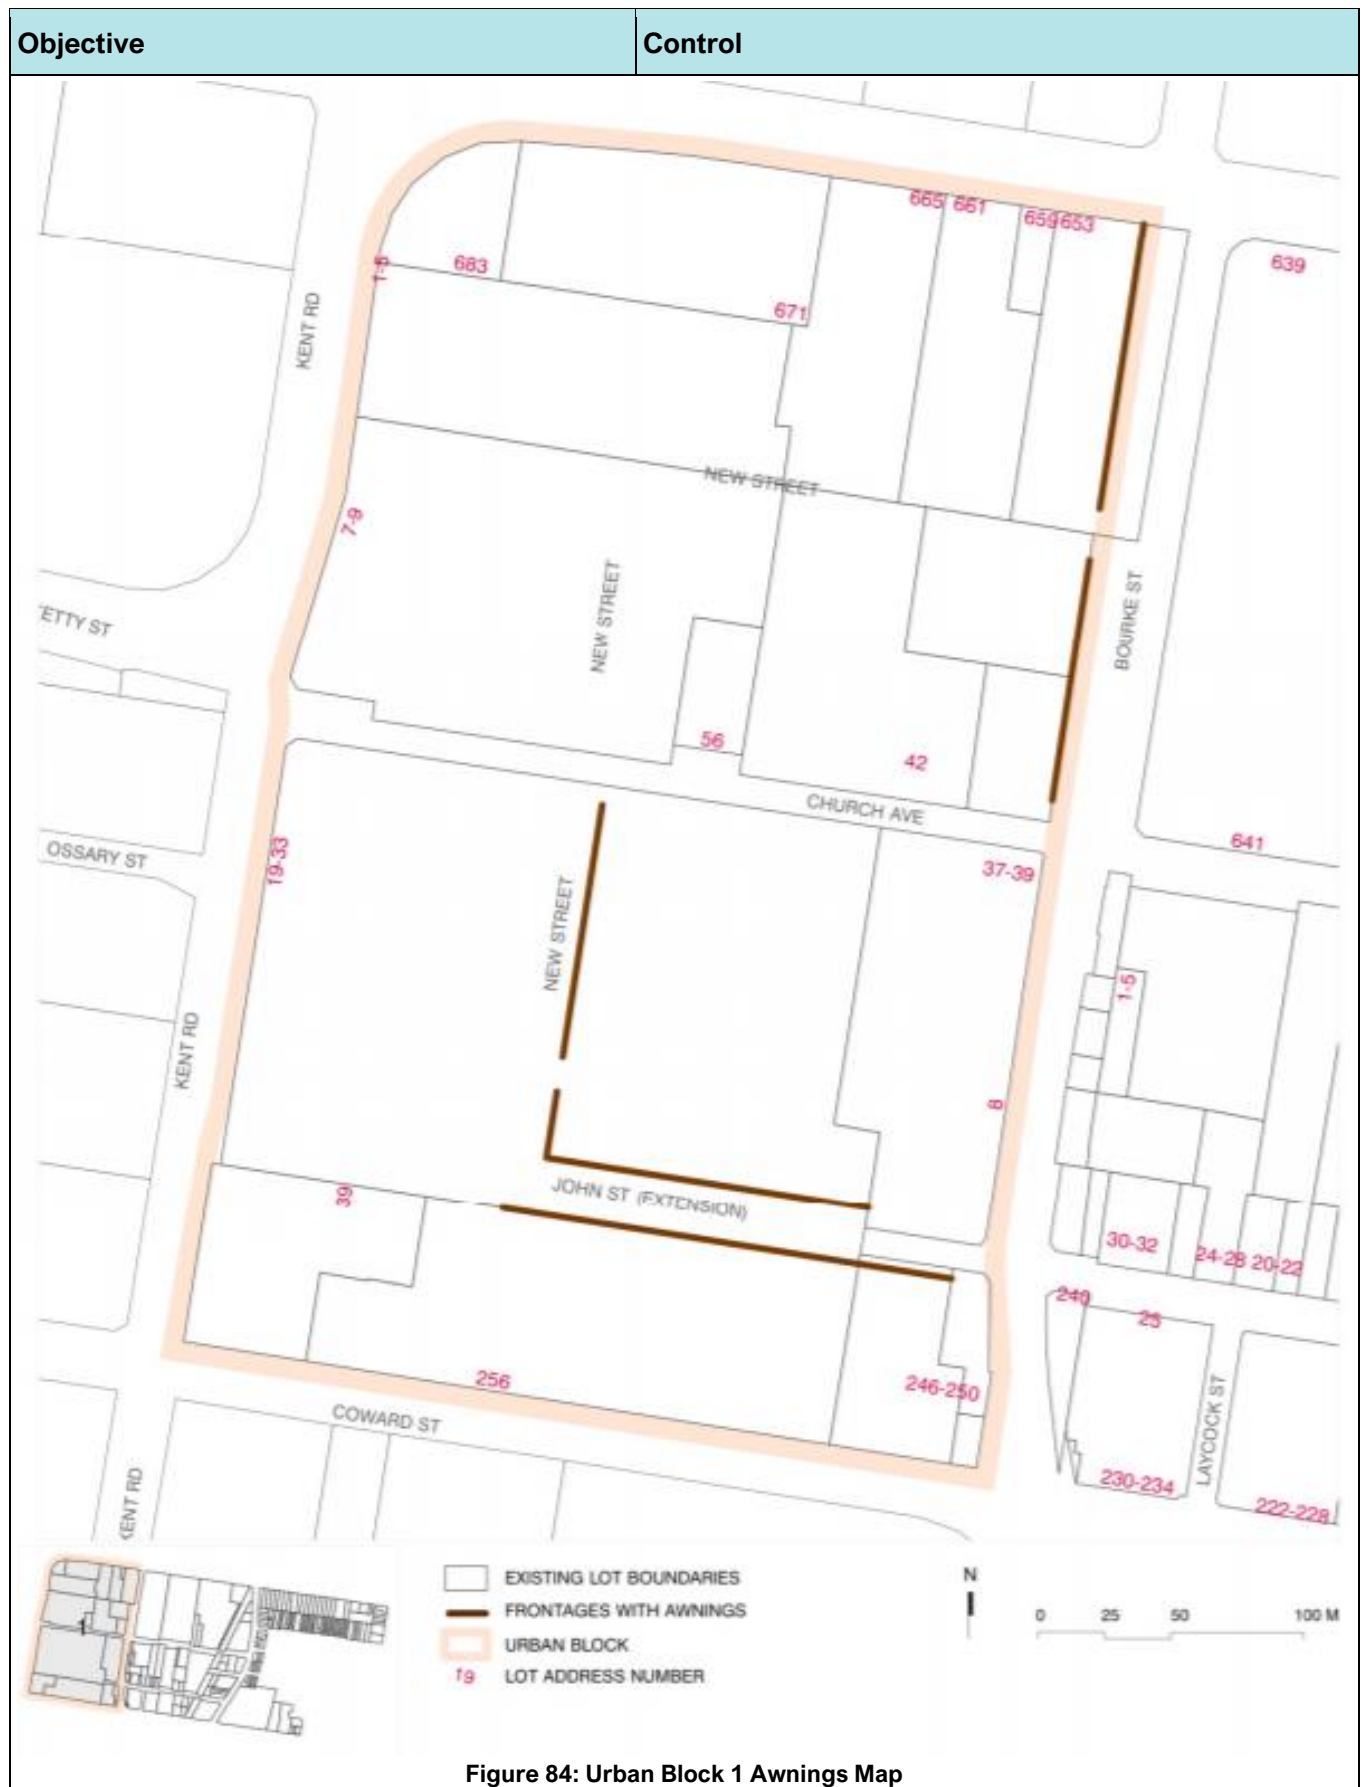 Objective
Control
665 661
659 653
639
683
1-5
671
KENT RD
NEW STREET
7-9
NEW STREET
BOURKE ST
ETTY ST
56
42
CHURCH AVE
641
OSSARY ST
19-33
37-39
NEW STREET
1-5
KENT RD
8
39
JOHN ST (EXTENSION)
30-32
24-28
20-22
240
25
256
246-250
COWARD ST
LAYCOCK ST
230-234
222-228
KENT RD
1
EXISTING LOT BOUNDARIES
FRONTAGES WITH AWNINGS
URBAN BLOCK
19 LOT ADDRESS NUMBER
N
0 25 50 100 M
Figure 84: Urban Block 1 Awnings Map